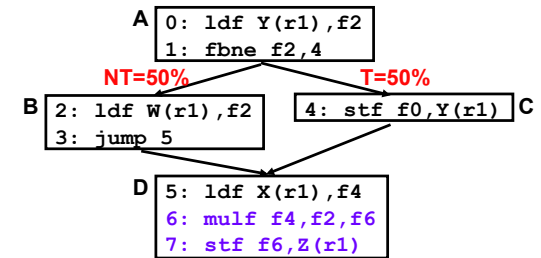 A
0: ldf Y(r1),f2
1: fbne f2,4
NT=50%
T=50%
B
2: ldf W(r1),f2
3: jump 5
4: stf f0,Y(r1)
C
D
5: ldf X(r1),f4
6: mulf f4,f2,f6
7: stf f6,Z(r1)